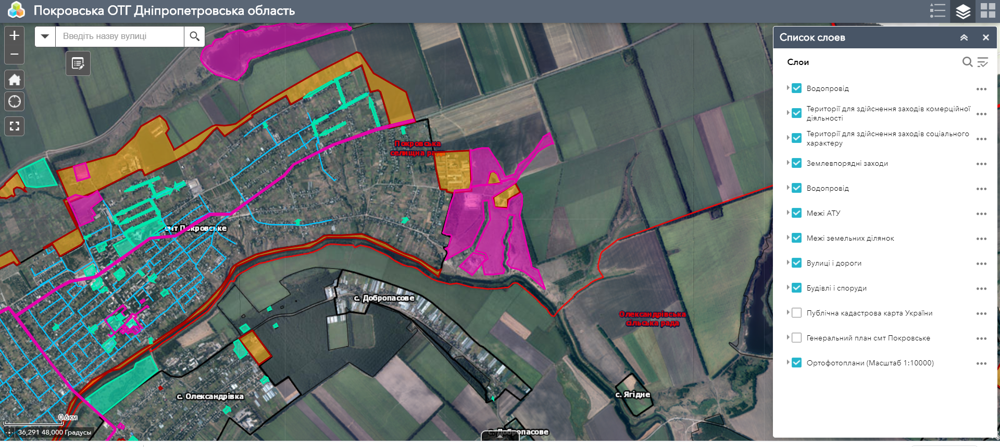 Покровська ОТГ Дніпропетровська область
Введіть назву вулиці
Список слоев
Слои
Водопровід
Території для здійснення заходів комерційної
діяльності
Території для здійснення заходів соціального
характеру
Землевпорядні заходи
Водопровід
Межі АТУ
Межі земельних ділянок
Вулиці і дороги
Будівлі і споруди
Публічна кадастрова карта України
Генеральний план смт Покровське
Ортофотоплани (Масштаб 1:10000)
Покровська
селищна рада
смт Покровське
с. Добропасове
Олександрівська
сільська рада
с. Олександрівка
с. Ягідне
с. Добропасове
0.6км
36,291 48,000 Градусы